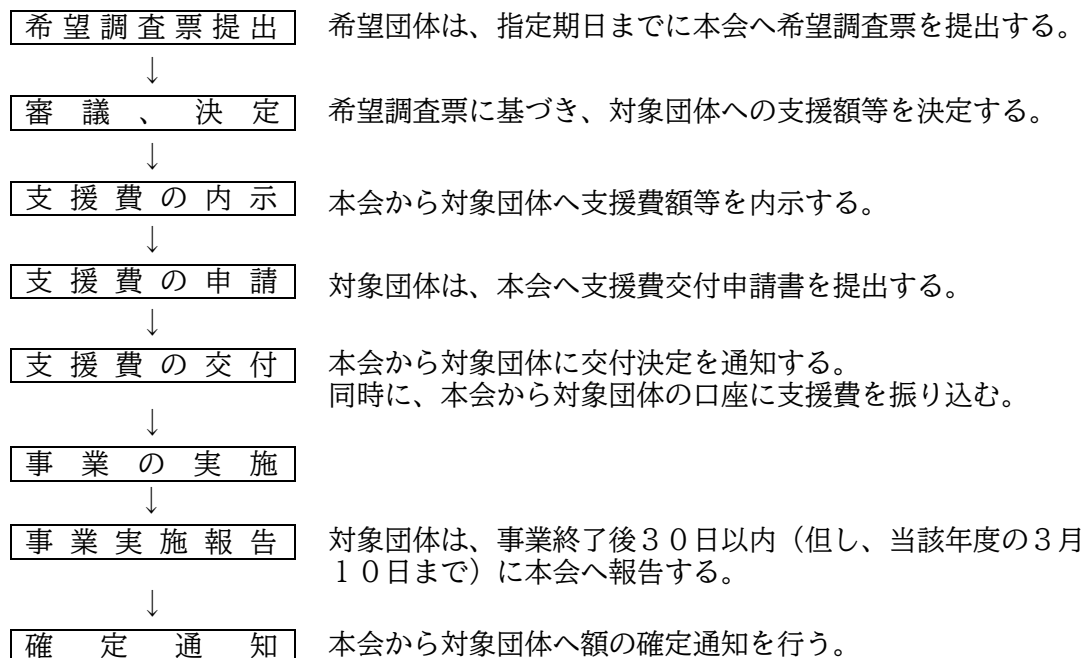 希望調査票提出 希望団体は、指定期日までに本会へ希望調査票を提出する。
↓
審議、決定 希望調査票に基づき、対象団体への支援額等を決定する。
↓
支援費の内示 本会から対象団体へ支援費額等を内示する。
↓
支援費の申請 対象団体は、本会へ支援費交付申請書を提出する。
↓
支援費の交付 本会から対象団体に交付決定を通知する。
同時に、本会から対象団体の口座に支援費を振り込む。
↓
事業の実施
↓
事業実施報告 対象団体は、事業終了後３０日以内（但し、当該年度の３月
１０日まで）に本会へ報告する。
↓
確定通知 本会から対象団体へ額の確定通知を行う。